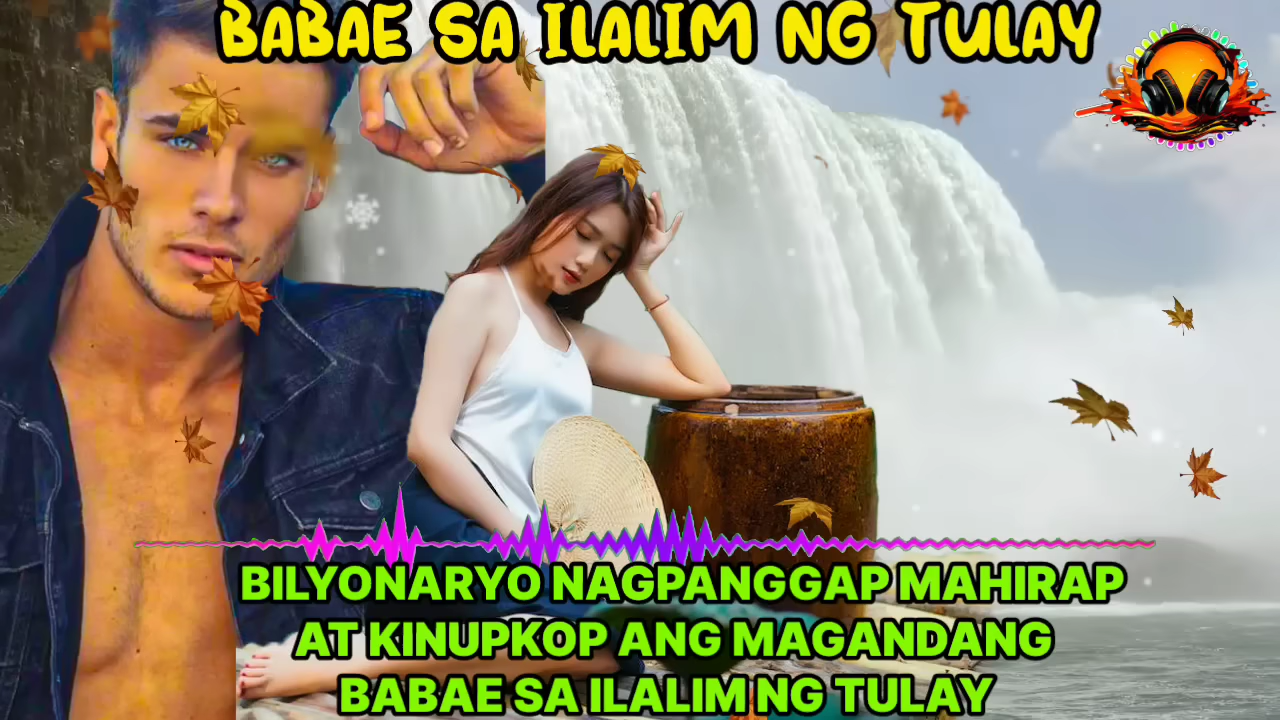 BABAE SA ILALIM NG TULAY
BILYONARYO NAGPANGGAP MAHIRAP
AT KINUPKOP ANG MAGANDANG
BABAE SA ILALIM NG TULAY